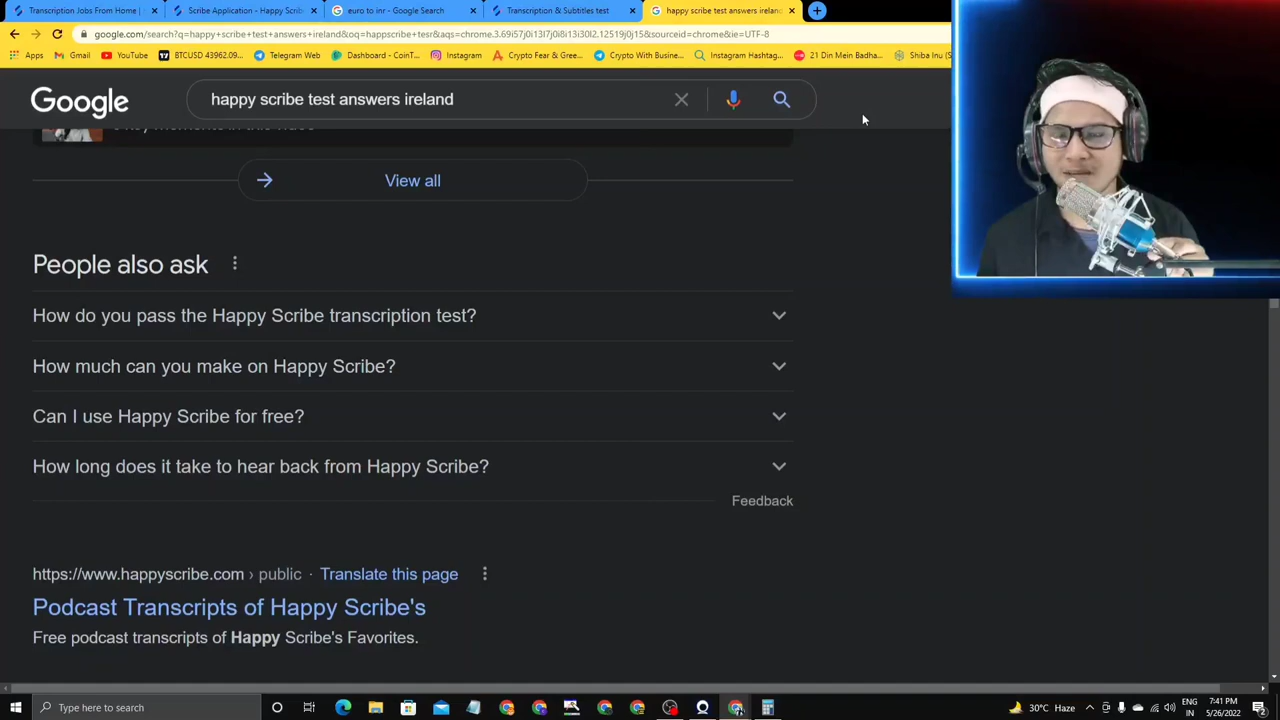 Transcription Jobs From Home |
Scribe Application - Happy Scrib
euro to inr - Google Search
Transcription & Subtitles test
happy scribe test answers ireland
google.com/search?q=happy+scribe+test+answers+ireland&oq=happscribe+tesr&aqs=chrome.3.69i57j0i13l7j0i8i13i30l2.12519j0j15&sourceid=chrome&ie=UTF-8
Apps
Gmail
YouTube
BTCUSD 43962.09...
Telegram Web
Dashboard - CoinT...
Instagram
Crypto Fear & Gree...
Crypto With Busine...
Instagram Hashtag...
21 Din Mein Badha...
Shiba Inu (S
Google
happy scribe test answers ireland
View all
People also ask
How do you pass the Happy Scribe transcription test?
How much can you make on Happy Scribe?
Can I use Happy Scribe for free?
How long does it take to hear back from Happy Scribe?
Feedback
https://www.happyscribe.com › public · Translate this page
Podcast Transcripts of Happy Scribe's
Free podcast transcripts of Happy Scribe's Favorites.
Type here to search
30°C Haze
ENG
IN
7:41 PM
5/26/2022
2